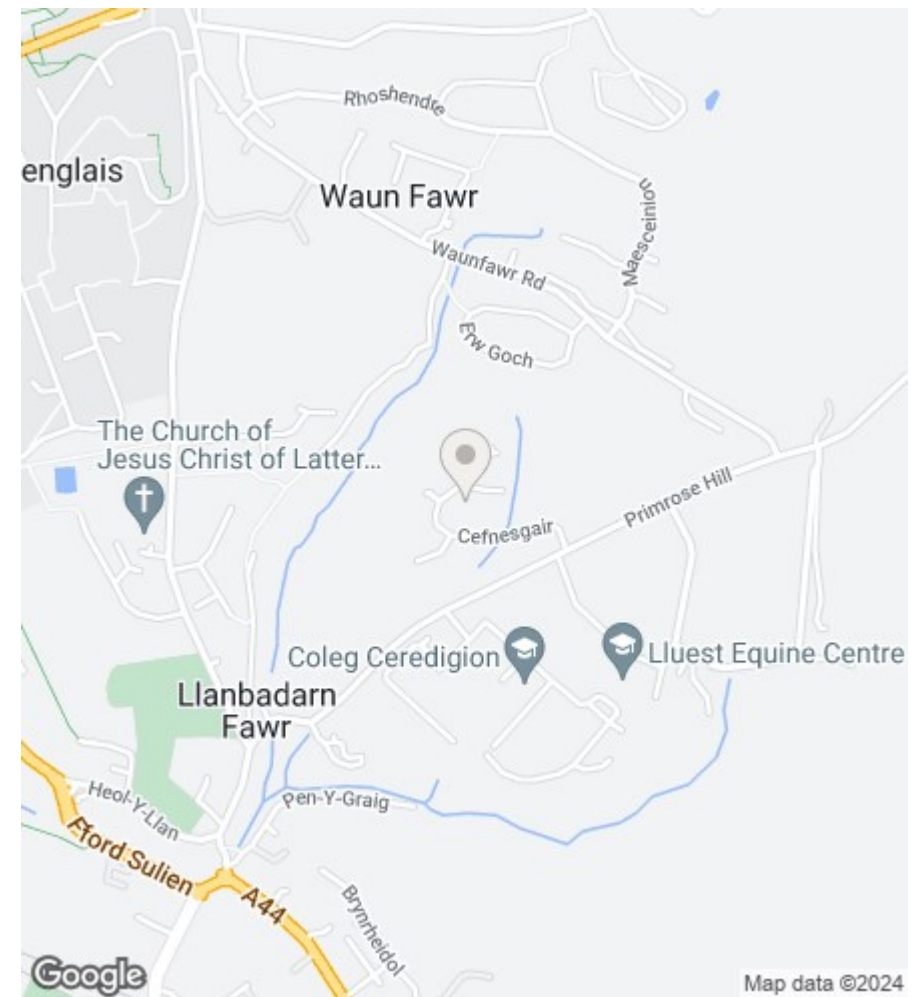 Rhoshendre
englais
Waun Fawr
Maesceinion
Waunfawr Rd
Erw Goch
The Church of
Jesus Christ of Latter...
Primrose Hill
Cefnesgair
Coleg Ceredigion
Lluest Equine Centre
Llanbadarn
Fawr
Heol-Y-Llan
Pen-Y-Graig
Fford Sulien
A44
Brynrheidol
Google
Map data ©2024